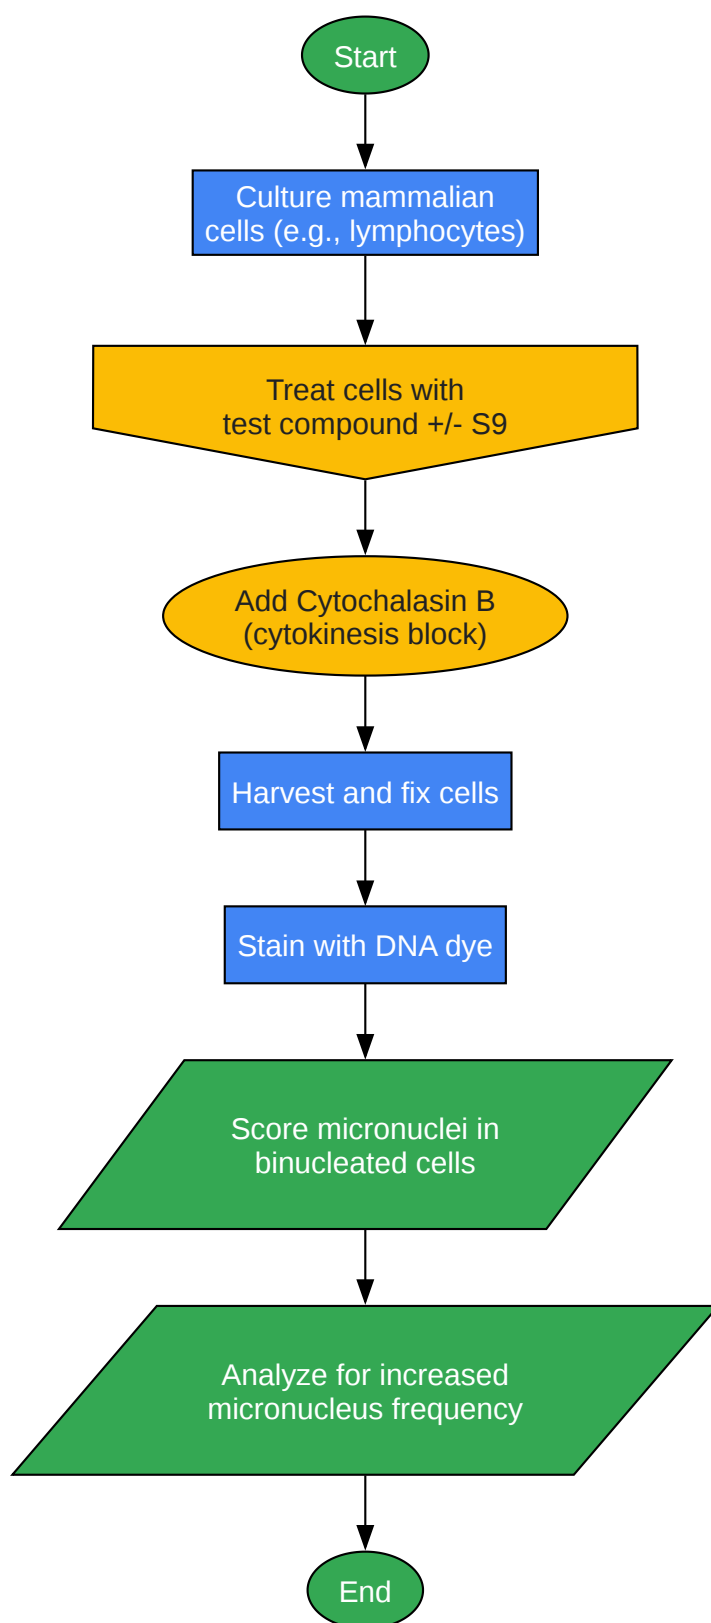 Start
Culture mammalian
cells (e.g., lymphocytes)
Treat cells with
test compound +/- S9
Add Cytochalasin B
(cytokinesis block)
Harvest and fix cells
Stain with DNA dye
Score micronuclei in
binucleated cells
Analyze for increased
micronucleus frequency
End